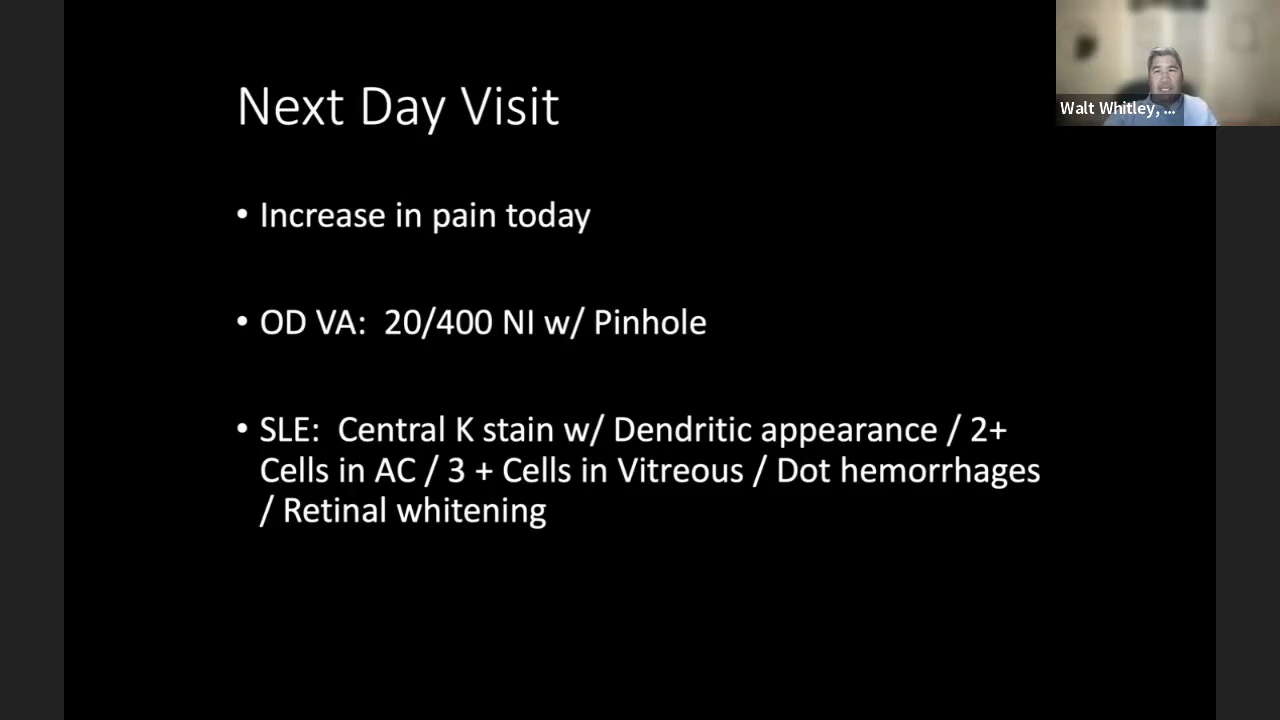 Next Day Visit
Walt Whitley, ...
• Increase in pain today
• OD VA:  20/400 NI w/ Pinhole
• SLE:  Central K stain w/ Dendritic appearance / 2+
Cells in AC / 3 + Cells in Vitreous / Dot hemorrhages
/ Retinal whitening